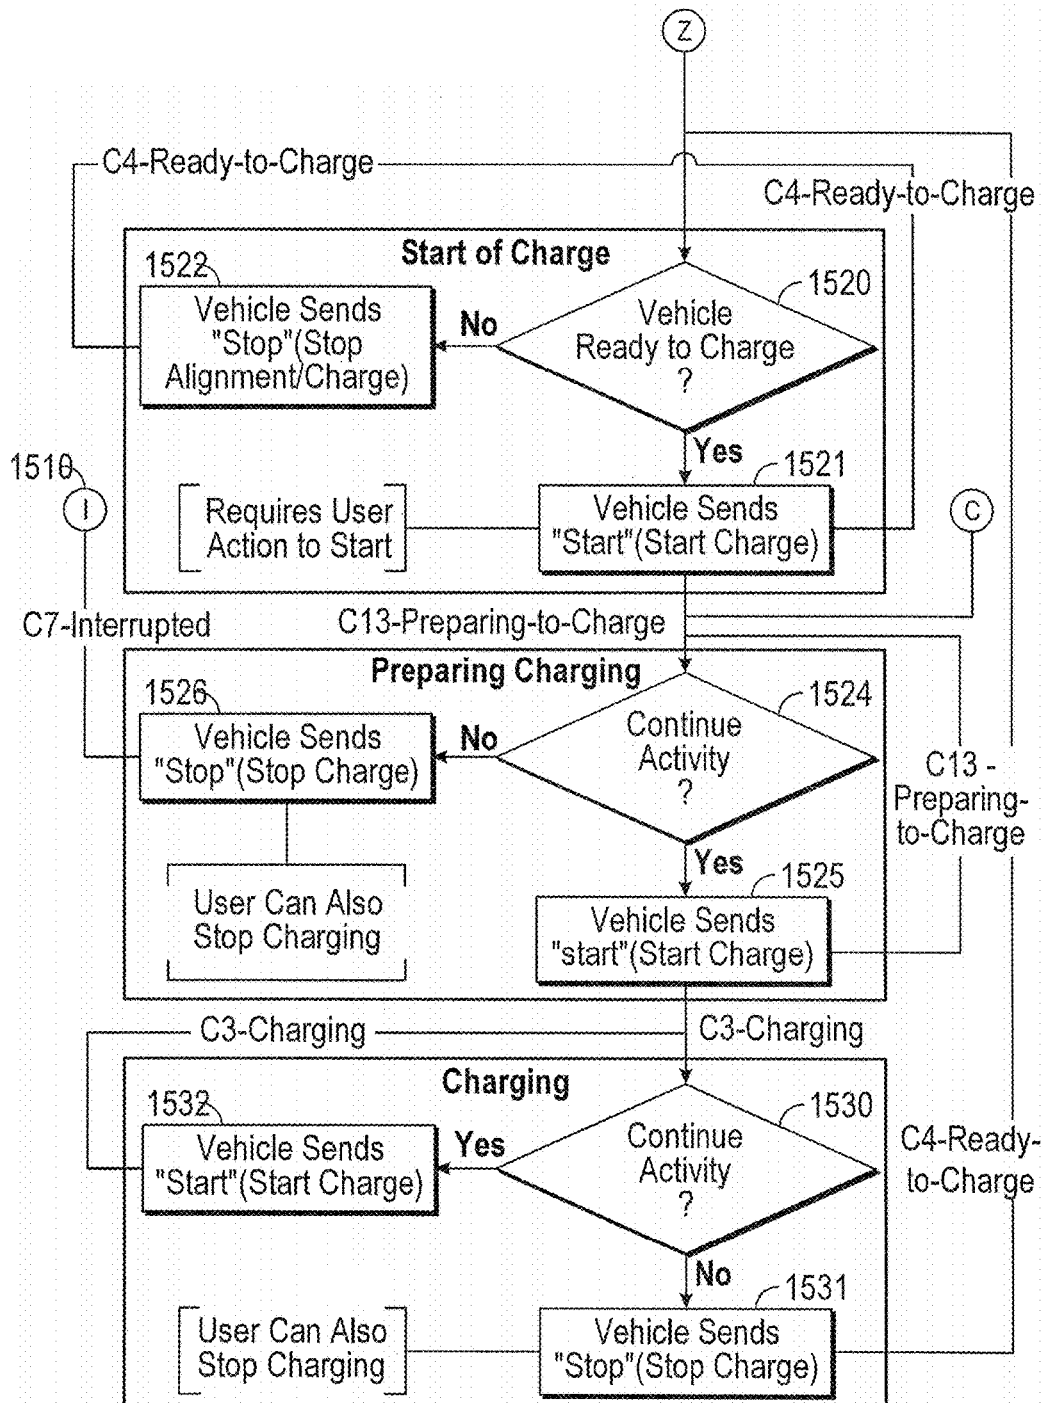 Z
C4-Ready-to-Charge
C4-Ready-to-Charge
Start of Charge
1522
Vehicle Sends
"Stop"(Stop
Alignment/Charge)
No
1520
Vehicle
Ready to Charge
?
Yes
1510
I
Requires User
Action to Start
1521
Vehicle Sends
"Start"(Start Charge)
C
C7-Interrupted
C13-Preparing-to-Charge
Preparing Charging
1526
Vehicle Sends
"Stop"(Stop Charge)
No
1524
Continue
Activity
?
C13 -
Preparing-
to-Charge
Yes
User Can Also
Stop Charging
1525
Vehicle Sends
"start"(Start Charge)
C3-Charging
C3-Charging
Charging
1532
Vehicle Sends
"Start"(Start Charge)
Yes
1530
Continue
Activity
?
C4-Ready-
to-Charge
No
User Can Also
Stop Charging
1531
Vehicle Sends
"Stop"(Stop Charge)